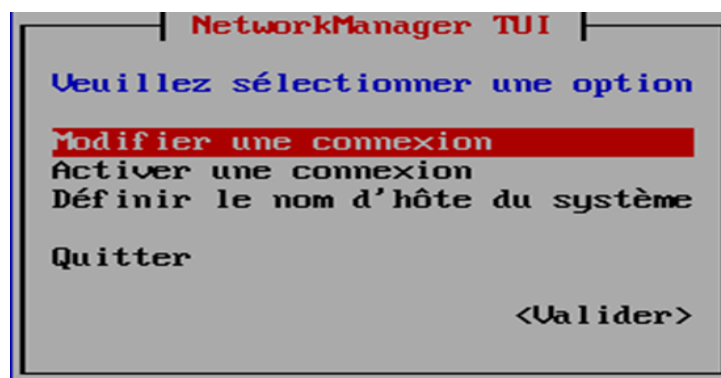 NetworkManager TUI
Veuillez sélectionner une option
Modifier une connexion
Activer une connexion
Définir le nom d'hôte du système
Quitter
<Valider>